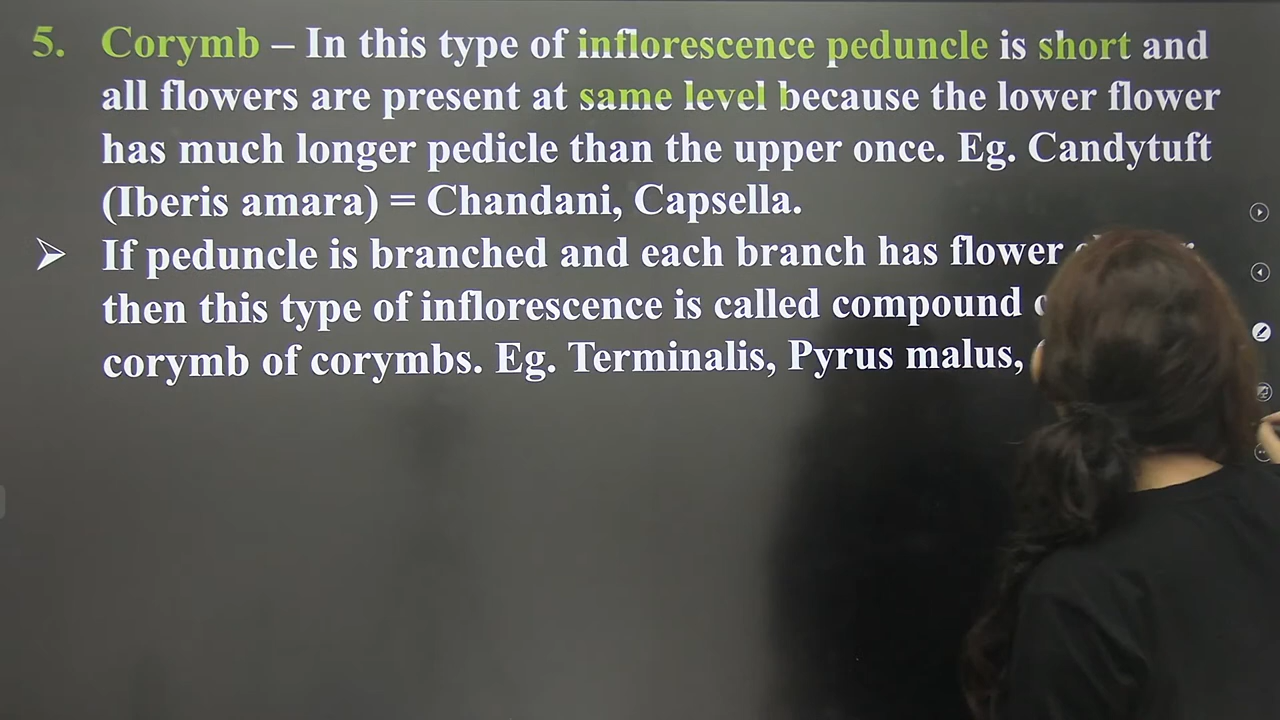 5. Corymb – In this type of inflorescence peduncle is short and
all flowers are present at same level because the lower flower
has much longer pedicle than the upper once. Eg. Candytuft
(Iberis amara) = Chandani, Capsella.
➢ If peduncle is branched and each branch has flower
then this type of inflorescence is called compound
corymb of corymbs. Eg. Terminalis, Pyrus malus,